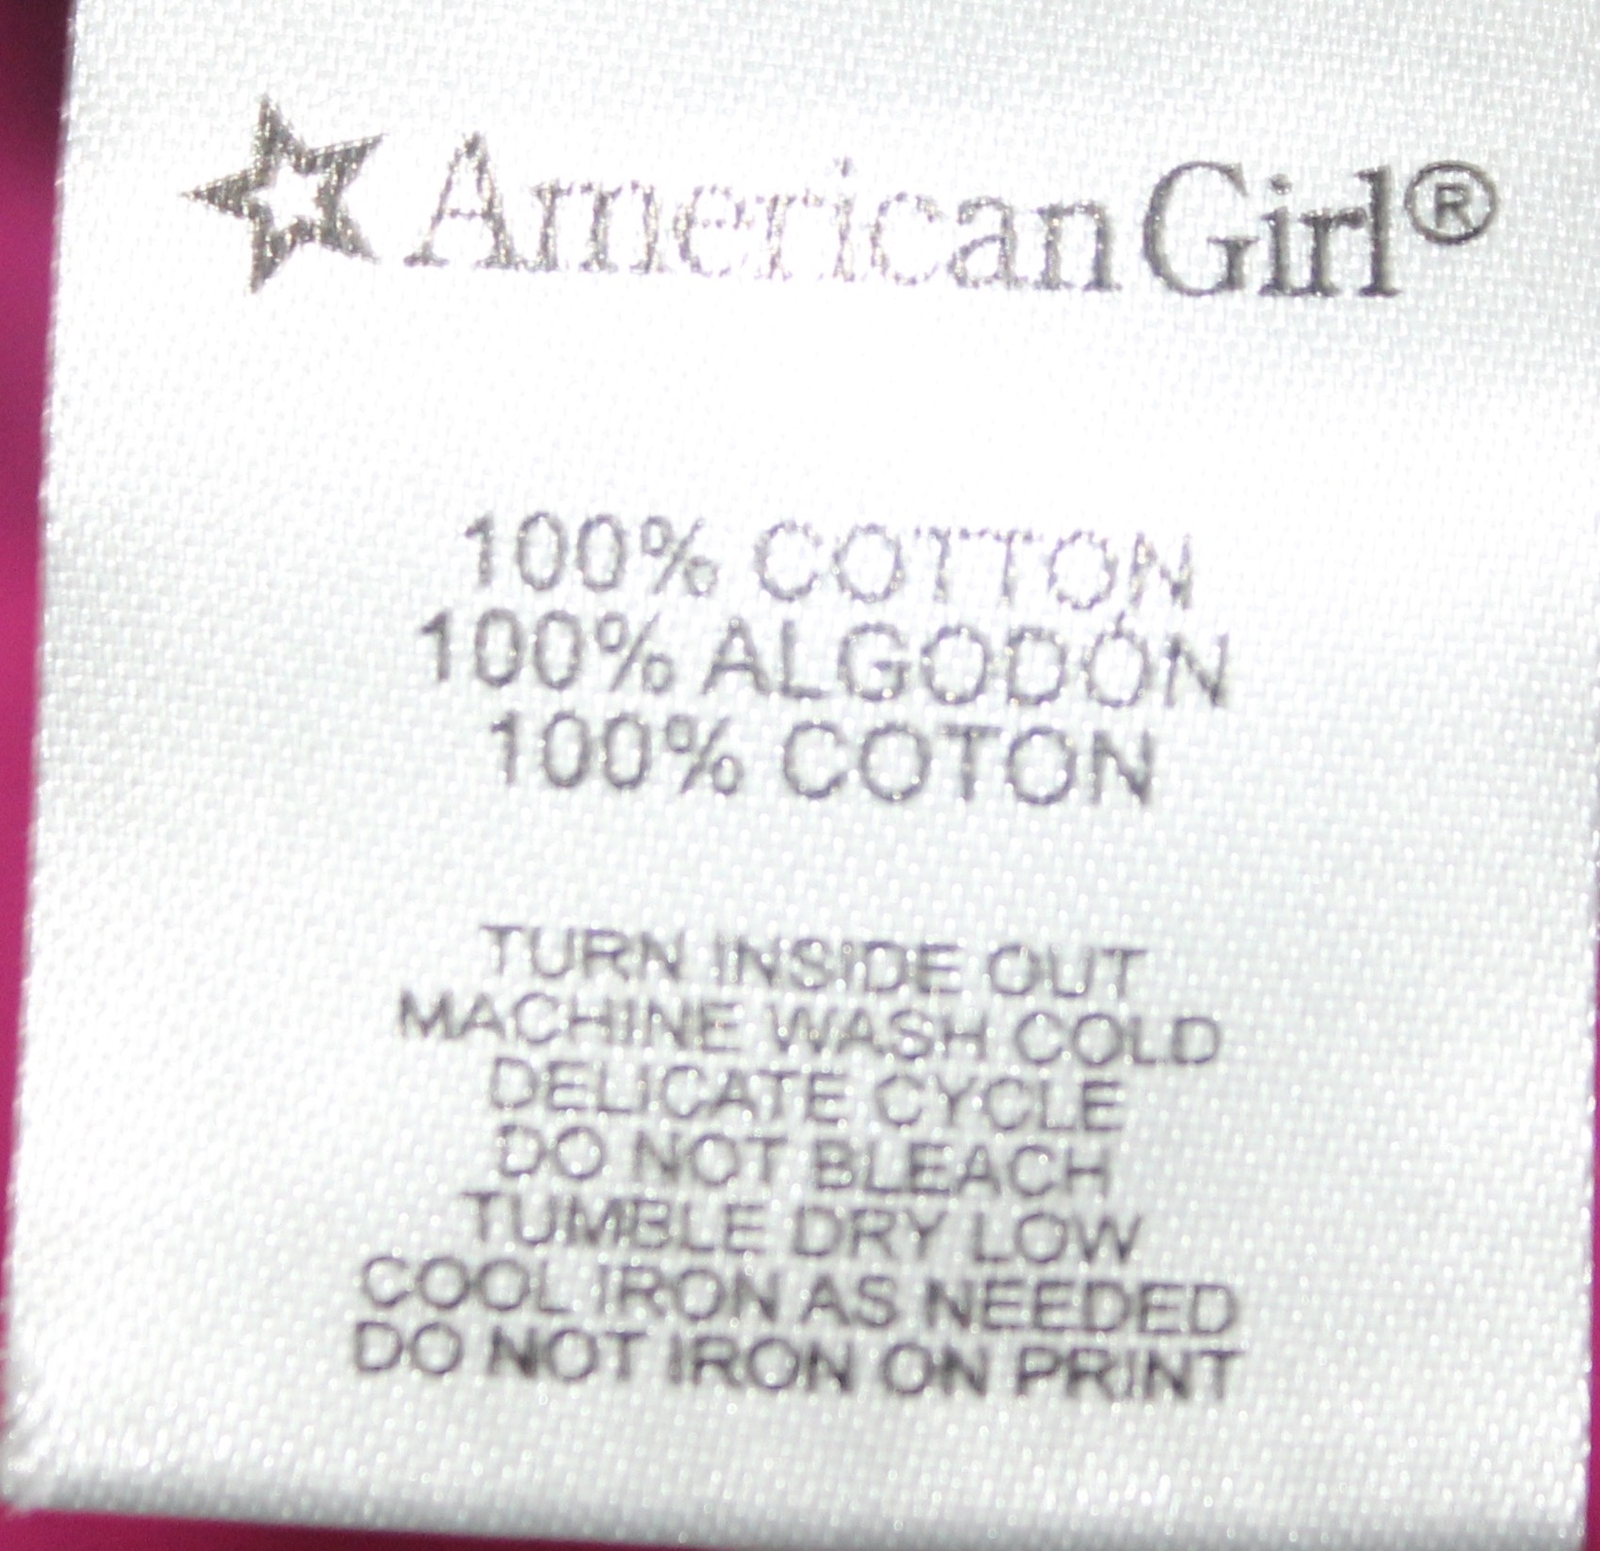 American Girl®
100% COTTON
100% ALGODÓN
100% COTON
TURN INSIDE OUT
MACHINE WASH COLD
DELICATE CYCLE
DO NOT BLEACH
TUMBLE DRY LOW
COOL IRON AS NEEDED
DO NOT IRON ON PRINT